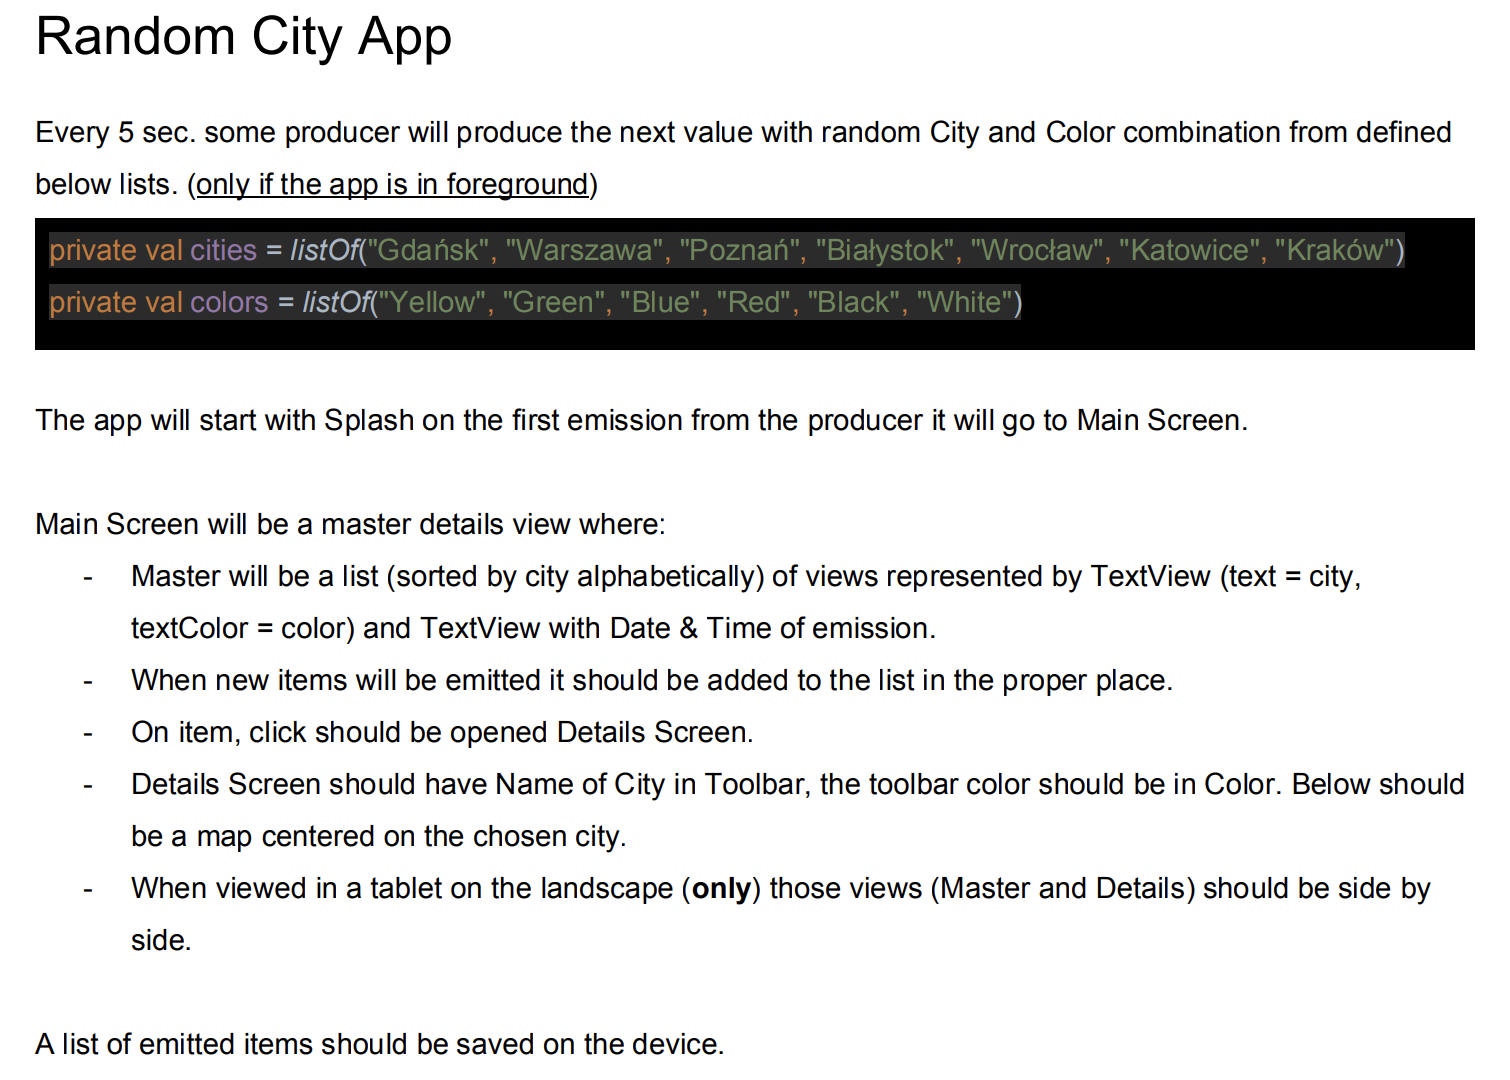 Random City App
Every 5 sec. some producer will produce the next value with random City and Color combination from defined
below lists. (only if the app is in foreground)
private val cities = listOf("Gdańsk", "Warszawa", "Poznań", "Białystok", "Wrocław", "Katowice", "Kraków")
private val colors = listOf("Yellow", "Green", "Blue", "Red", "Black", "White")
The app will start with Splash on the first emission from the producer it will go to Main Screen.
Main Screen will be a master details view where:
- Master will be a list (sorted by city alphabetically) of views represented by TextView (text = city,
textColor = color) and TextView with Date & Time of emission.
- When new items will be emitted it should be added to the list in the proper place.
- On item, click should be opened Details Screen.
- Details Screen should have Name of City in Toolbar, the toolbar color should be in Color. Below should
be a map centered on the chosen city.
- When viewed in a tablet on the landscape (only) those views (Master and Details) should be side by
side.
A list of emitted items should be saved on the device.